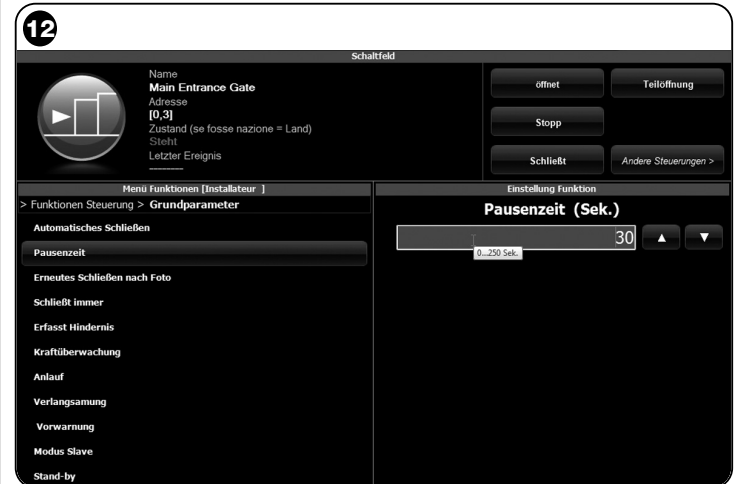 12
Schaltfeld
Name
Main Entrance Gate
Adresse
[0,3]
Zustand (se fosse nazione = Land)
Steht
Letzter Ereignis
--------
öffnet
Teilöffnung
Stopp
Schließt
Andere Steuerungen >
Menü Funktionen [Installateur ]
> Funktionen Steuerung > Grundparameter
Automatisches Schließen
Pausenzeit
Erneutes Schließen nach Foto
Schließt immer
Erfasst Hindernis
Kraftüberwachung
Anlauf
Verlangsamung
Vorwarnung
Modus Slave
Stand-by
Einstellung Funktion
Pausenzeit (Sek.)
30
0...250 Sek.